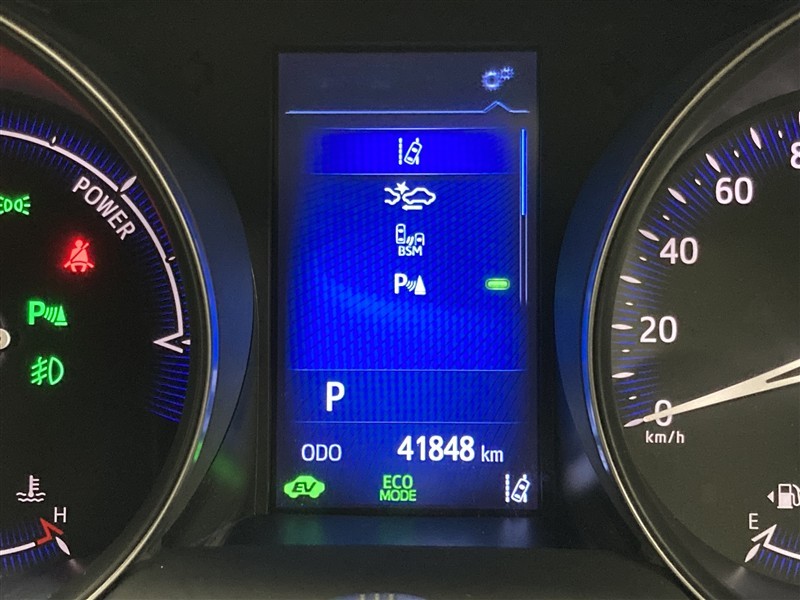 POWER
P
H
BSM
P
P
ODO 41848 km
EV
ECO
MODE
60
40
20
0
km/h
E